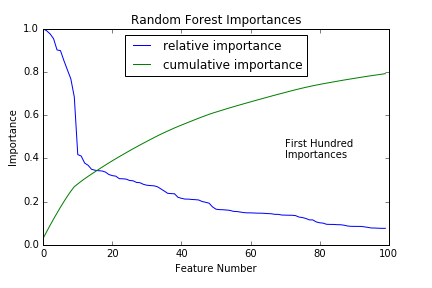 Random Forest Importances
relative importance
cumulative importance
First Hundred
Importances
Importance
1.0
0.8
0.6
0.4
0.2
0.0
0
20
40
60
80
100
Feature Number